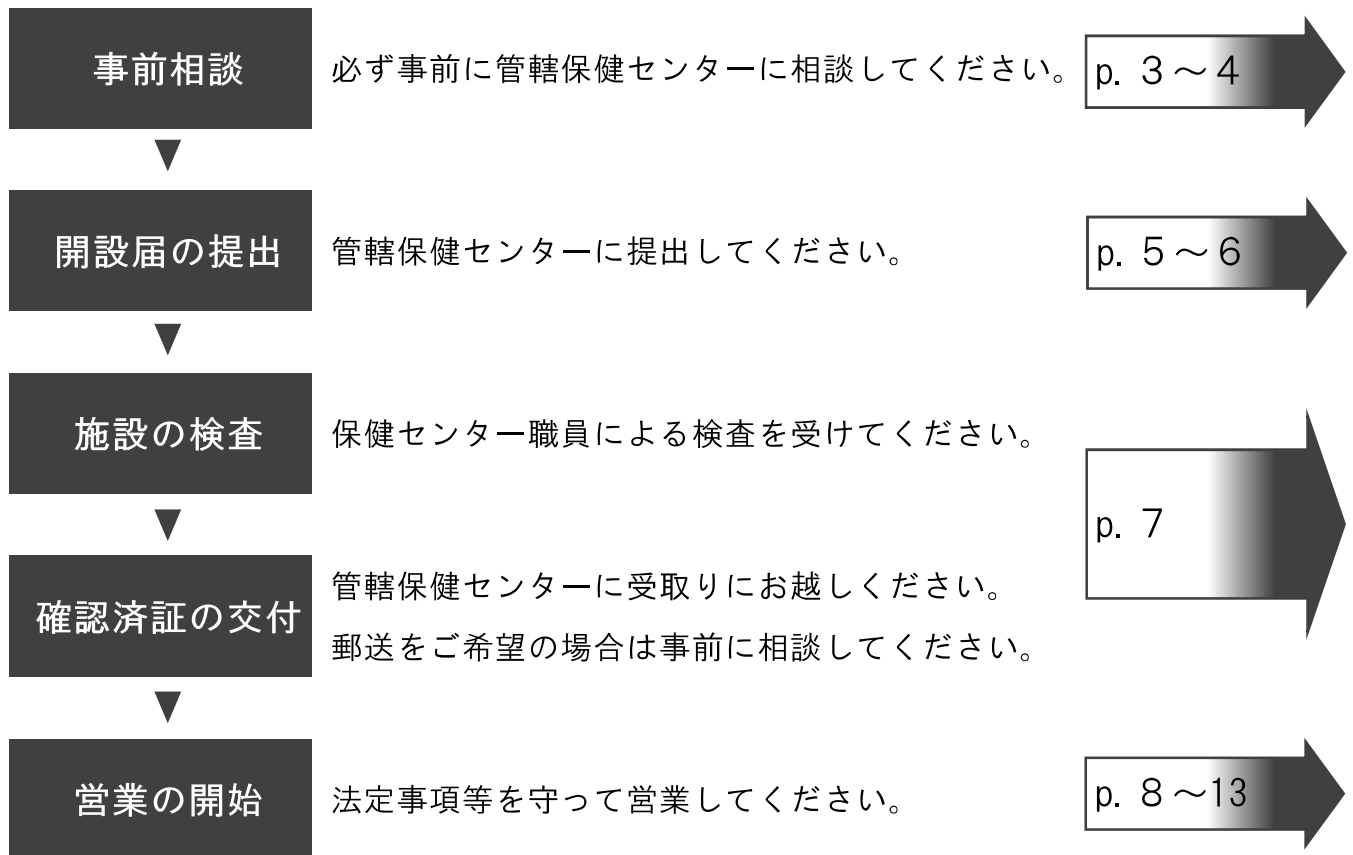 事前相談
必ず事前に管轄保健センターに相談してください。
p. 3～4
▼
開設届の提出
管轄保健センターに提出してください。
p. 5～6
▼
施設の検査
保健センター職員による検査を受けてください。
p. 7
▼
確認済証の交付
管轄保健センターに受取りにお越しください。
郵送をご希望の場合は事前に相談してください。
▼
営業の開始
法定事項等を守って営業してください。
p. 8～13